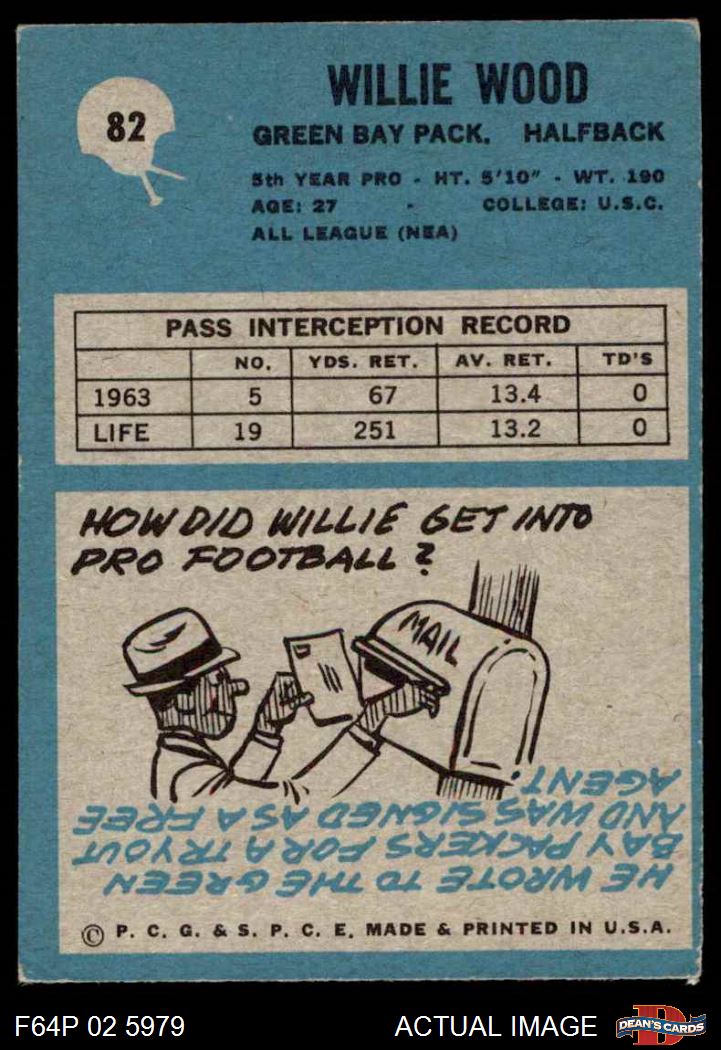 82
WILLIE WOOD
GREEN BAY PACK. HALFBACK
5th YEAR PRO - HT. 5'10" - WT. 190
AGE: 27 - COLLEGE: U.S.C.
ALL LEAGUE (NEA)
PASS INTERCEPTION RECORD
NO. YDS. RET. AV. RET. TD'S
1963 5 67 13.4 0
LIFE 19 251 13.2 0
HOW DID WILLIE GET INTO
PRO FOOTBALL?
MAIL
HE WROTE TO THE GREEN
BAY PACKERS FOR A TRYOUT
AND WAS SIGNED AS A FREE
AGENT.
© P. C. G. & S. P. C. E. MADE & PRINTED IN U.S.A.
F64P 02 5979 ACTUAL IMAGE
D
DEAN'S CARDS